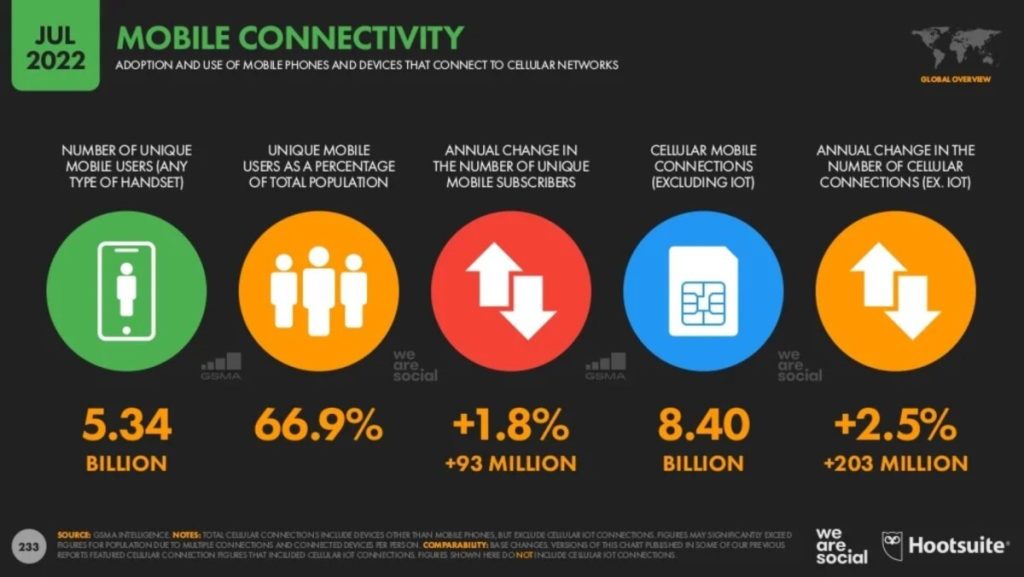 JUL
2022
MOBILE CONNECTIVITY
ADOPTION AND USE OF MOBILE PHONES AND DEVICES THAT CONNECT TO CELLULAR NETWORKS
GLOBAL OVERVIEW
NUMBER OF UNIQUE
MOBILE USERS (ANY
TYPE OF HANDSET)
UNIQUE MOBILE
USERS AS A PERCENTAGE
OF TOTAL POPULATION
ANNUAL CHANGE IN
THE NUMBER OF UNIQUE
MOBILE SUBSCRIBERS
CELLULAR MOBILE
CONNECTIONS
(EXCLUDING IOT)
ANNUAL CHANGE IN THE
NUMBER OF CELLULAR
CONNECTIONS (EX. IOT)
GSMA
we
are
social
GSMA
we
are
social
5.34
BILLION
66.9%
+1.8%
+93 MILLION
8.40
BILLION
+2.5%
+203 MILLION
233
SOURCE: GSMA INTELLIGENCE. NOTES: TOTAL CELLULAR CONNECTIONS INCLUDE DEVICES OTHER THAN MOBILE PHONES, BUT EXCLUDE CELLULAR IOT CONNECTIONS. FIGURES MAY SIGNIFICANTLY EXCEED
FIGURES FOR POPULATION DUE TO MULTIPLE CONNECTIONS AND CONNECTED DEVICES PER PERSON. COMPARABILITY: BASE CHANGES. VERSIONS OF THIS CHART PUBLISHED IN SOME OF OUR PREVIOUS
REPORTS FEATURED CELLULAR CONNECTION FIGURES THAT INCLUDED CELLULAR IOT CONNECTIONS. FIGURES SHOWN HERE DO NOT INCLUDE CELLULAR IOT CONNECTIONS.
we
are
social
Hootsuite®